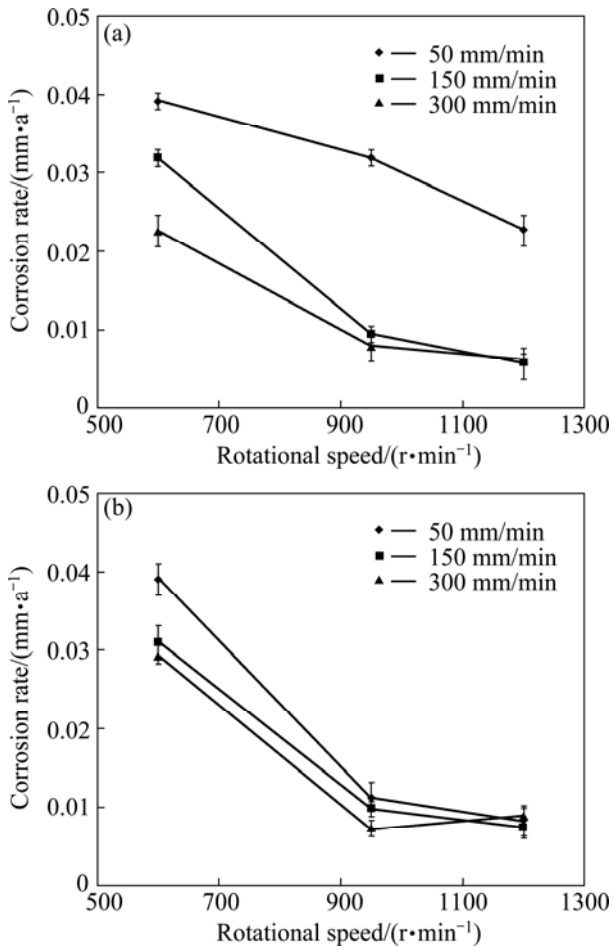 0.05
(a)
50 mm/min
150 mm/min
300 mm/min
0.04
0.03
0.02
0.01
0
Corrosion rate/(mm•a⁻¹)
500 700 900 1100 1300
Rotational speed/(r•min⁻¹)
0.05
(b)
50 mm/min
150 mm/min
300 mm/min
0.04
0.03
0.02
0.01
0
Corrosion rate/(mm•a⁻¹)
500 700 900 1100 1300
Rotational speed/(r•min⁻¹)